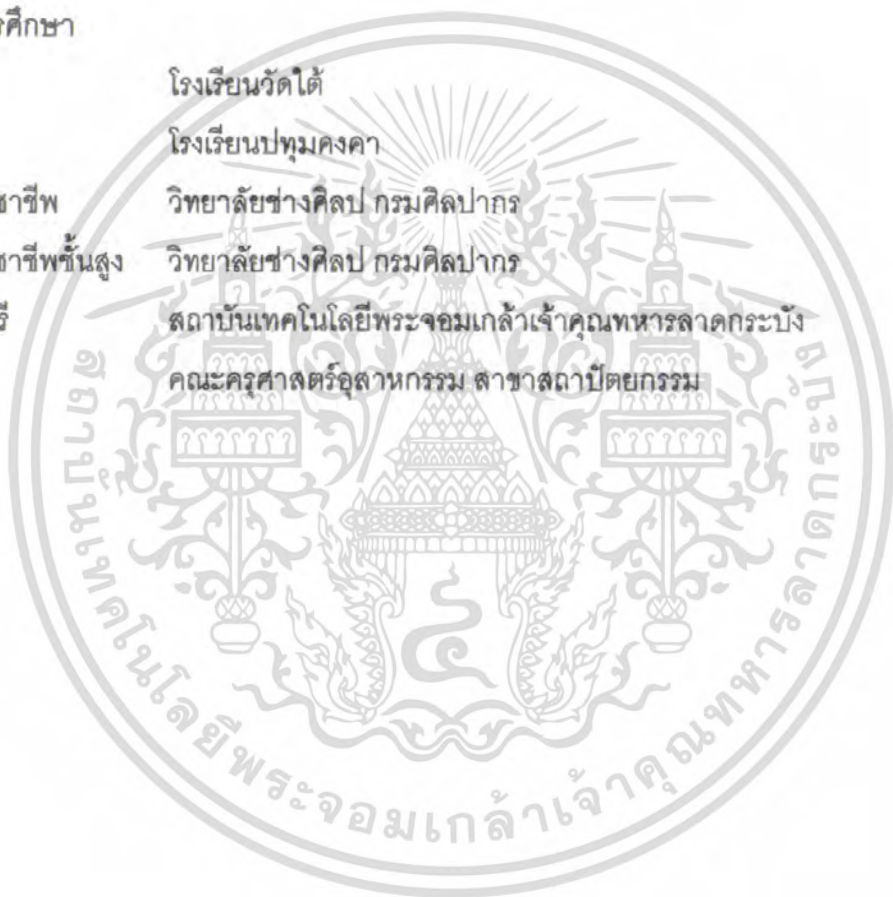 รศึกษา
โรงเรียนวัดใต้
โรงเรียนปทุมคงคา
ชาชีพ วิทยาลัยช่างศิลป กรมศิลปากร
ชาชีพชั้นสูง วิทยาลัยช่างศิลป กรมศิลปากร
รี สถาบันเทคโนโลยีพระจอมเกล้าเจ้าคุณทหารลาดกระบัง
คณะครุศาสตร์อุตสาหกรรม สาขาสถาปัตยกรรม
๔
สถาบันเทคโนโลยีพระจอมเกล้าเจ้าคุณทหารลาดกระบัง